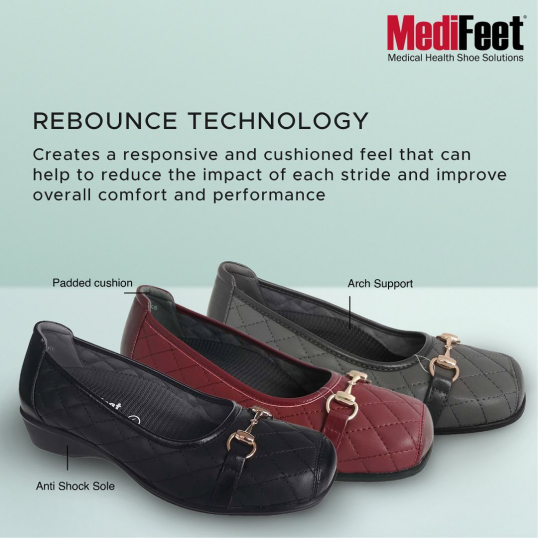 MediFeet®
Medical Health Shoe Solutions
REBOUNCE TECHNOLOGY
Creates a responsive and cushioned feel that can
help to reduce the impact of each stride and improve
overall comfort and performance
Padded cushion
Arch Support
Anti Shock Sole